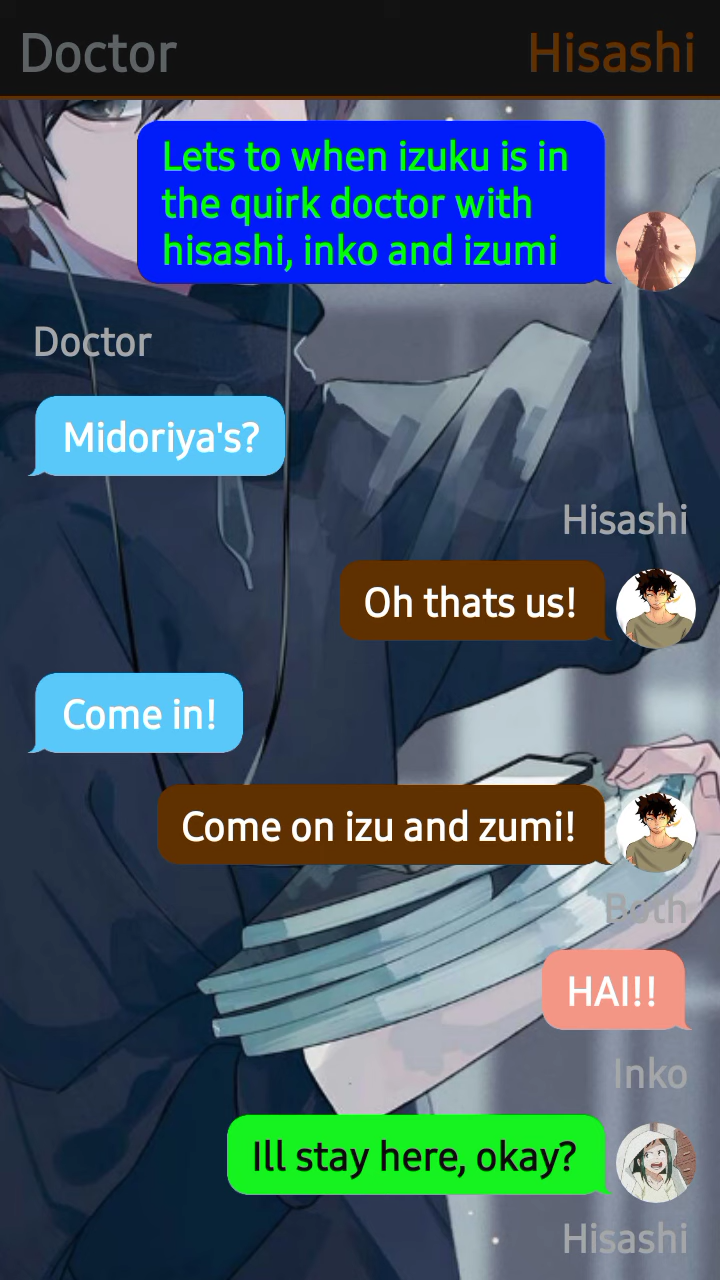 Doctor
Hisashi
Lets to when izuku is in
the quirk doctor with
hisashi, inko and izumi
Doctor
Midoriya's?
Hisashi
Oh thats us!
Come in!
Come on izu and zumi!
Both
HAI!!
Inko
Ill stay here, okay?
Hisashi